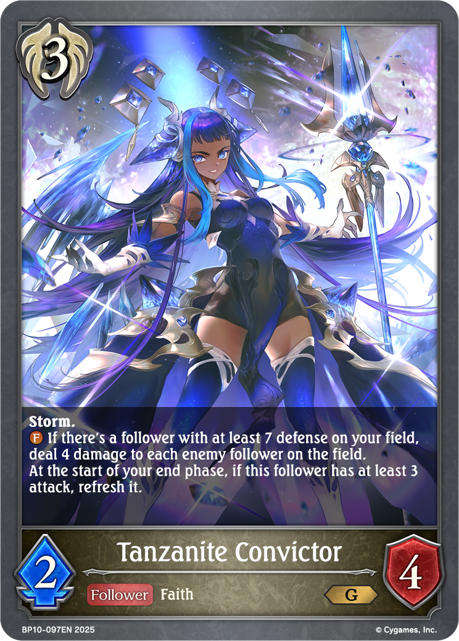 3
Storm.
F If there's a follower with at least 7 defense on your field,
deal 4 damage to each enemy follower on the field.
At the start of your end phase, if this follower has at least 3
attack, refresh it.
Tanzanite Convictor
2
Follower Faith
G
4
BP10-097EN 2025
© Cygames, Inc.